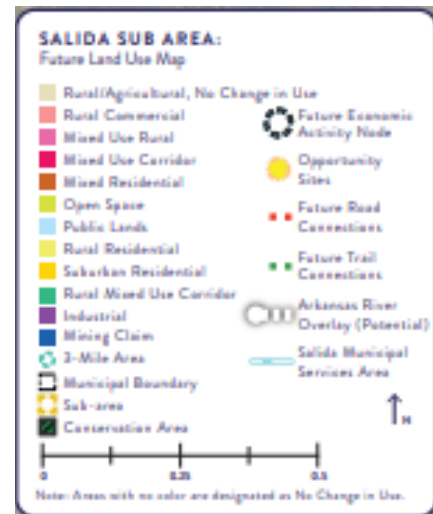 SALIDA SUB AREA:
Future Land Use Map
Rural/Agricultural, No Change in Use
Rural Commercial
Mixed Use Rural
Mixed Use Corridor
Mixed Residential
Open Space
Public Lands
Rural Residential
Suburban Residential
Rural Mixed Use Corridor
Industrial
Mining Claim
3-Mile Area
Municipal Boundary
Sub-area
Conservation Area
Future Economic
Activity Node
Opportunity
Sites
Future Road
Connections
Future Trail
Connections
Arkansas River
Overlay (Potential)
Salida Municipal
Services Area
N
0 0.25 0.5
Note: Areas with no color are designated as No Change in Use.